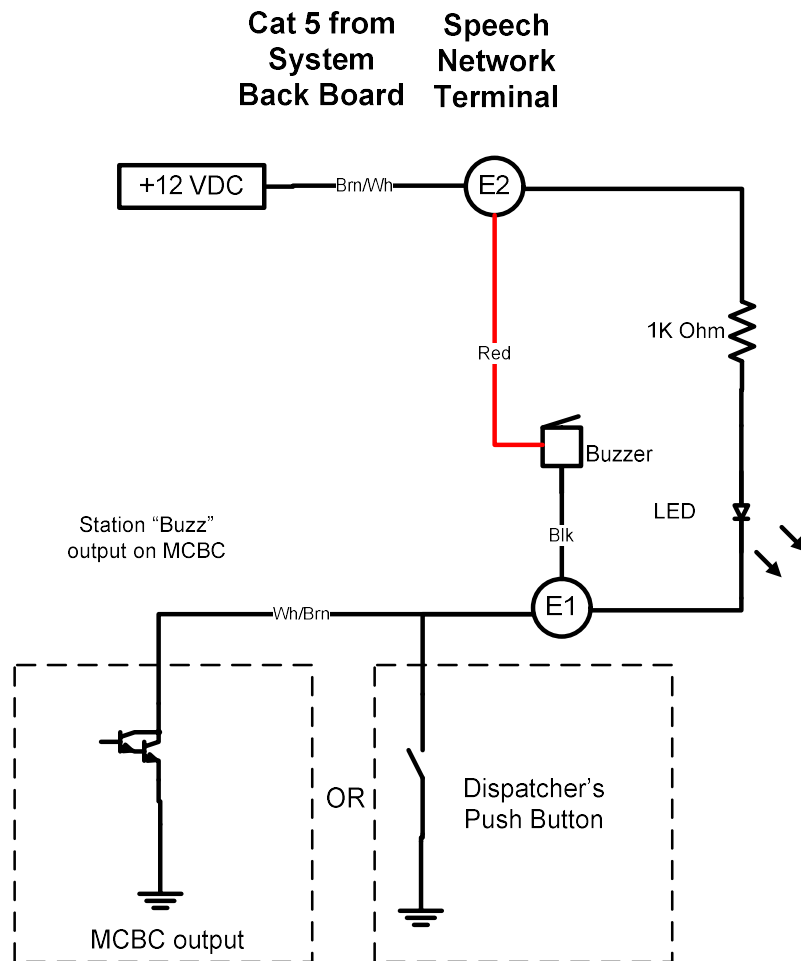 Cat 5 from
System
Back Board
Speech
Network
Terminal
+12 VDC
Brn/Wh
E2
1K Ohm
Red
Buzzer
LED
Station “Buzz”
output on MCBC
Blk
E1
Wh/Brn
OR
Dispatcher’s
Push Button
MCBC output